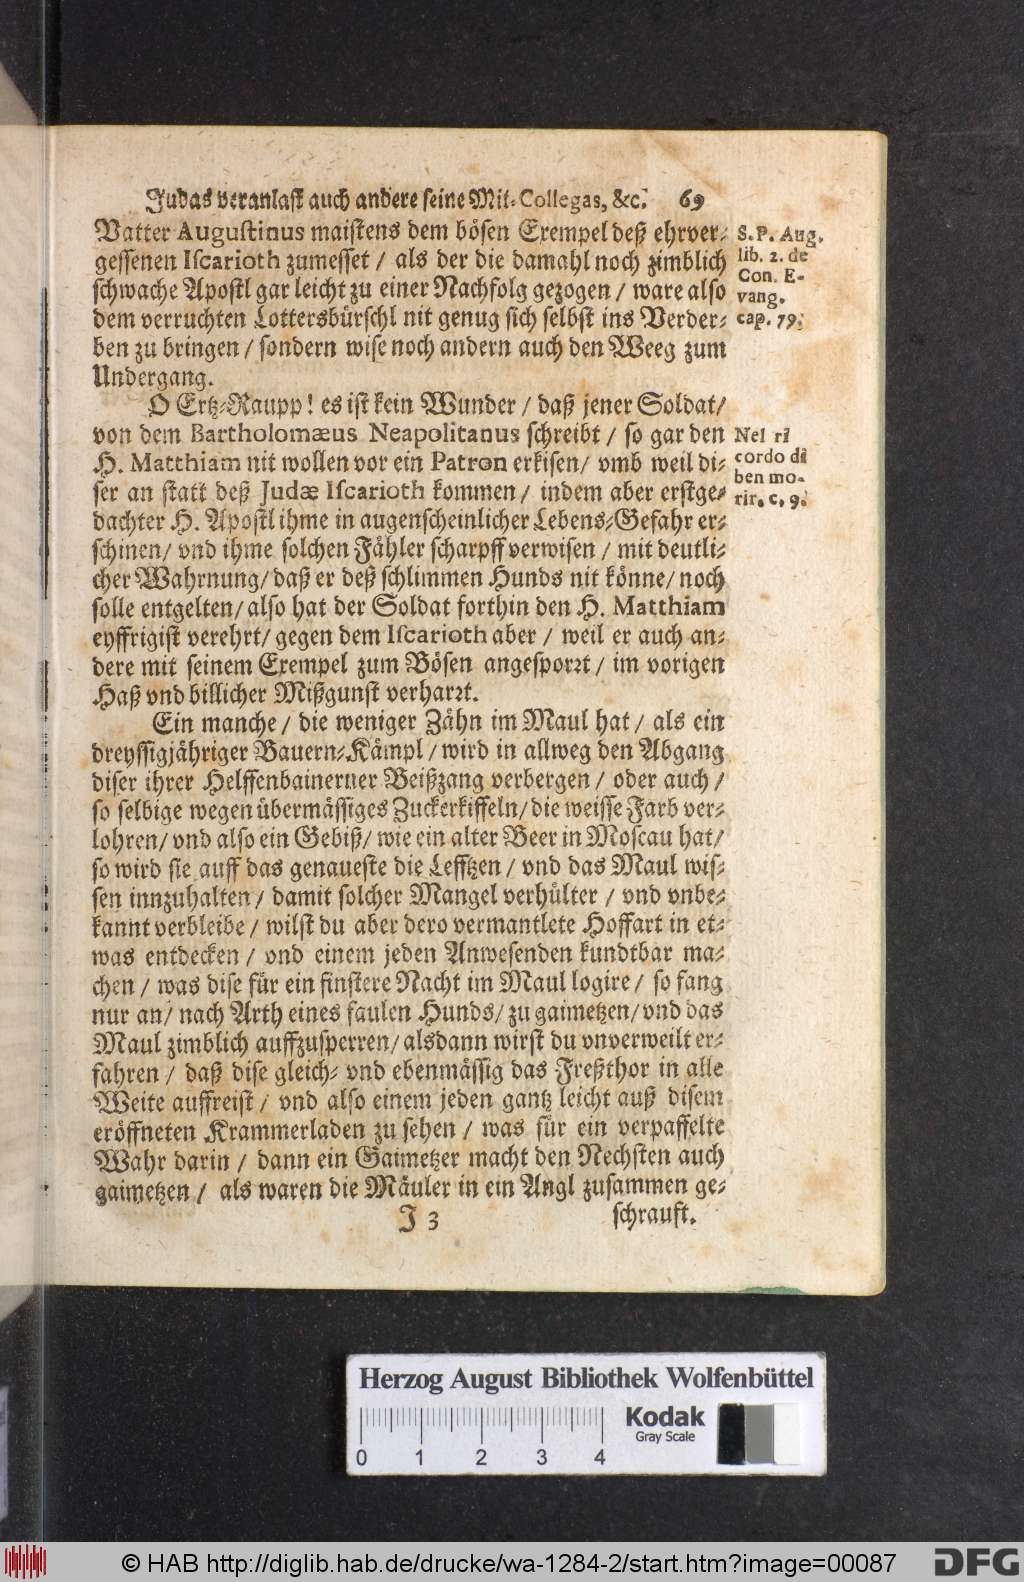 Judas veranlast auch andere seine Mit-Collegas, &c. 69
Vatter Augustinus maistens dem bösen Exempel deß ehrver-
gessenen Iscarioth zumesset / als der die damahl noch zimblich
schwache Apostl gar leicht zu einer Nachfolg gezogen / ware also
dem verruchten Lottersbürschl nit genug sich selbst ins Verder-
ben zu bringen / sondern wise noch andern auch den Weeg zum
Undergang.
S. P. Aug.
lib. 2. de
Con. E-
vang.
cap. 79.
O Ertz-Raupp! es ist kein Wunder / daß jener Soldat/
von dem Bartholomæus Neapolitanus schreibt / so gar den
H. Matthiam nit wollen vor ein Patron erkisen/ vmb weil di-
ser an statt deß Judæ Iscarioth kommen / indem aber erstge-
dachter H. Apostl ihme in augenscheinlicher Lebens-Gefahr er-
schinen/ vnd ihme solchen Fähler scharpff verwisen / mit deutli-
cher Wahrnung/ daß er deß schlimmen Hunds nit könne/ noch
solle entgelten/ also hat der Soldat forthin den H. Matthiam
eyffrigist verehrt/ gegen dem Iscarioth aber / weil er auch an-
dere mit seinem Exempel zum Bösen angesporꝛt / im vorigen
Haß vnd billicher Mißgunst verharꝛt.
Nel ri
cordo di
ben mo-
rir. c. 9.
Ein manche / die weniger Zähn im Maul hat / als ein
dreyssigjähriger Bauern-Kämpl / wird in allweg den Abgang
diser ihrer Helffenbainerner Beißzang verbergen / oder auch /
so selbige wegen übermässiges Zuckerkiffeln/ die weisse Farb ver-
lohren/ vnd also ein Gebiß/ wie ein alter Beer in Moscau hat/
so wird sie auff das genaueste die Lefftzen / vnd das Maul wis-
sen innzuhalten / damit solcher Mangel verhülter / vnd vnbe-
kannt verbleibe / wilst du aber dero vermantlete Hoffart in et-
was entdecken / vnd einem jeden Anwesenden kundtbar ma-
chen / was dise für ein finstere Nacht im Maul logire / so fang
nur an/ nach Arth eines faulen Hunds/ zu gaimetzen/ vnd das
Maul zimblich auffzusperren/ alsdann wirst du vnverweilt er-
fahren / daß dise gleich- vnd ebenmässig das Freßthor in alle
Weite auffreist / vnd also einem jeden gantz leicht auß disem
eröffneten Krammerladen zu sehen / was für ein verpaffelte
Wahr darin / dann ein Gaimetzer macht den Nechsten auch
gaimetzen / als waren die Mäuler in ein Angl zusammen ge-
J 3 schrauft.
Herzog August Bibliothek Wolfenbüttel
Kodak
Gray Scale
0 1 2 3 4
© HAB http://diglib.hab.de/drucke/wa-1284-2/start.htm?image=00087
DFG